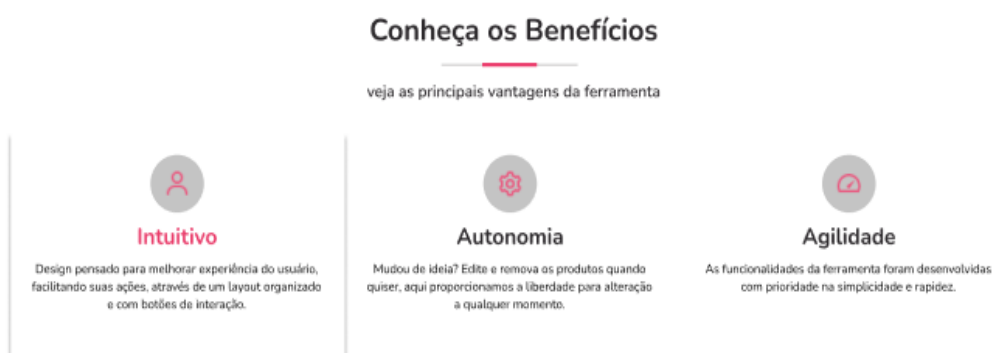 Conheça os Benefícios
veja as principais vantagens da ferramenta
Intuitivo
Design pensado para melhorar experiência do usuário,
facilitando suas ações, através de um layout organizado
e com botões de interação.
Autonomia
Mudou de ideia? Edite e remova os produtos quando
quiser, aqui proporcionamos a liberdade para alteração
a qualquer momento.
Agilidade
As funcionalidades da ferramenta foram desenvolvidas
com prioridade na simplicidade e rapidez.